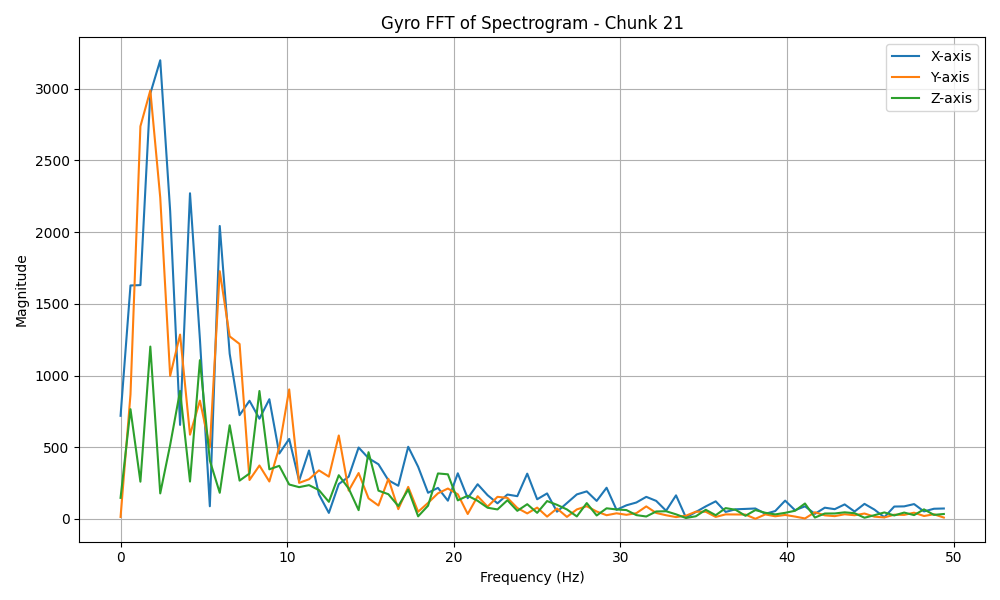 Gyro FFT of Spectrogram - Chunk 21
X-axis
Y-axis
Z-axis
Magnitude
3000
2500
2000
1500
1000
500
0
0 10 20 30 40 50
Frequency (Hz)